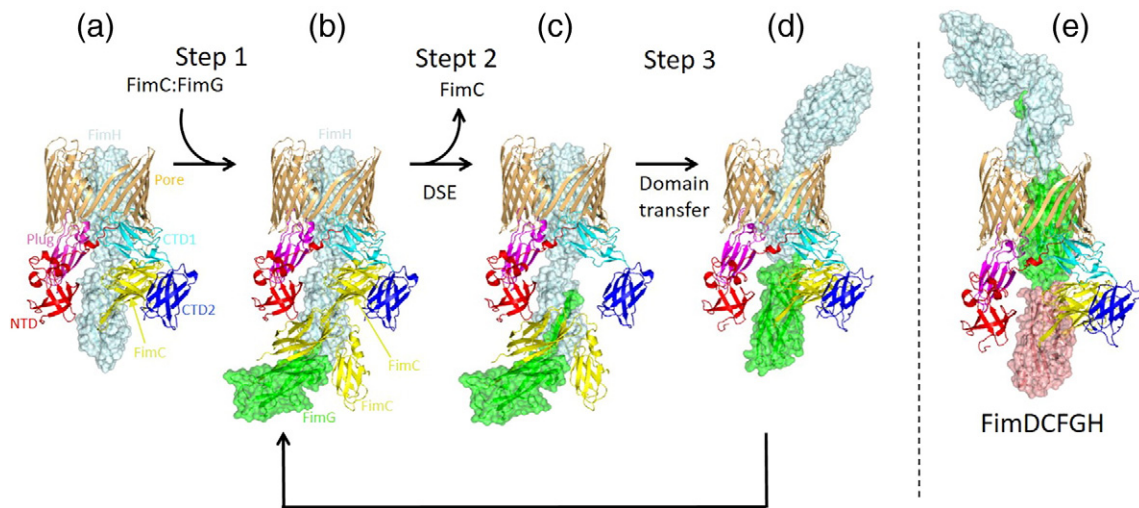 (a)
(b)
(c)
(d)
(e)
Step 1
Stept 2
Step 3
FimC:FimG
FimC
DSE
Domain
transfer
FimH
Pore
Plug
CTD1
NTD
CTD2
FimC
FimH
FimC
FimC
FimG
FimDCFGH